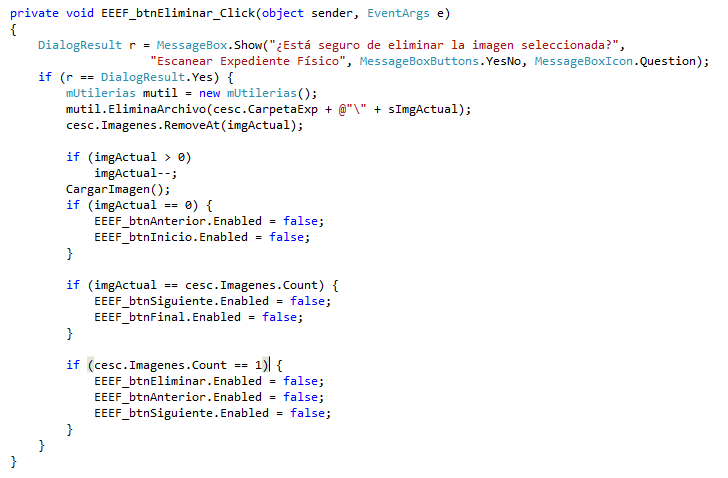 private void EEEF_btnEliminar_Click(object sender, EventArgs e)
{
    DialogResult r = MessageBox.Show("¿Está seguro de eliminar la imagen seleccionada?",
                    "Escanear Expediente Físico", MessageBoxButtons.YesNo, MessageBoxIcon.Question);
    if (r == DialogResult.Yes) {
        mUtilerias mutil = new mUtilerias();
        mutil.EliminaArchivo(cesc.CarpetaExp + @"\" + sImgActual);
        cesc.Imagenes.RemoveAt(imgActual);

        if (imgActual > 0)
            imgActual--;
        CargarImagen();
        if (imgActual == 0) {
            EEEF_btnAnterior.Enabled = false;
            EEEF_btnInicio.Enabled = false;
        }

        if (imgActual == cesc.Imagenes.Count) {
            EEEF_btnSiguiente.Enabled = false;
            EEEF_btnFinal.Enabled = false;
        }

        if (cesc.Imagenes.Count == 1) {
            EEEF_btnEliminar.Enabled = false;
            EEEF_btnAnterior.Enabled = false;
            EEEF_btnSiguiente.Enabled = false;
        }
    }
}